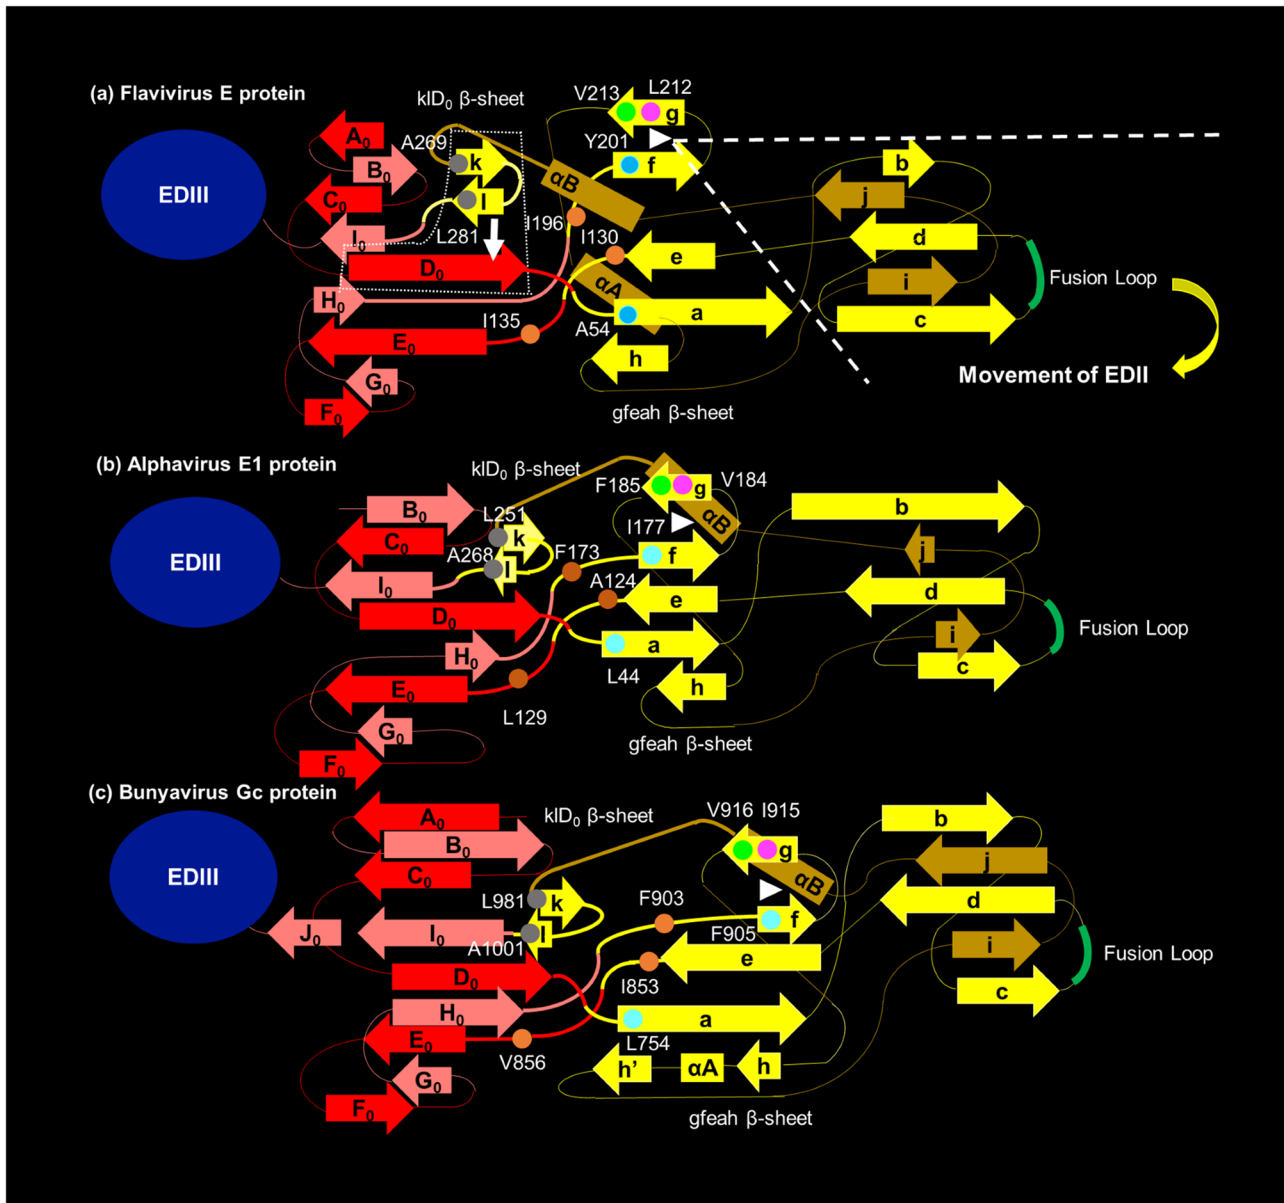 (a) Flavivirus E protein
klD₀ β-sheet
V213
L212
g
A₀
A269
k
Y201
f
b
B₀
EDIII
αB
j
C₀
l
I196
I₀
L281
I130
d
e
D₀
αA
i
Fusion Loop
H₀
a
c
I135
A54
E₀
h
Movement of EDII
G₀
F₀
gfeah β-sheet
(b) Alphavirus E1 protein
klD₀ β-sheet
F185
g
V184
B₀
L251
αB
b
C₀
k
I177
j
EDIII
A268
l
F173
f
I₀
A124
e
d
D₀
Fusion Loop
H₀
a
i
c
L44
E₀
h
L129
G₀
gfeah β-sheet
F₀
(c) Bunyavirus Gc protein
klD₀ β-sheet
V916
I915
A₀
b
B₀
g
j
EDIII
C₀
αB
L981
k
F903
d
J₀
I₀
l
F905
f
A1001
i
e
Fusion Loop
D₀
I853
c
H₀
a
E₀
V856
L754
G₀
h'
αA
h
F₀
gfeah β-sheet